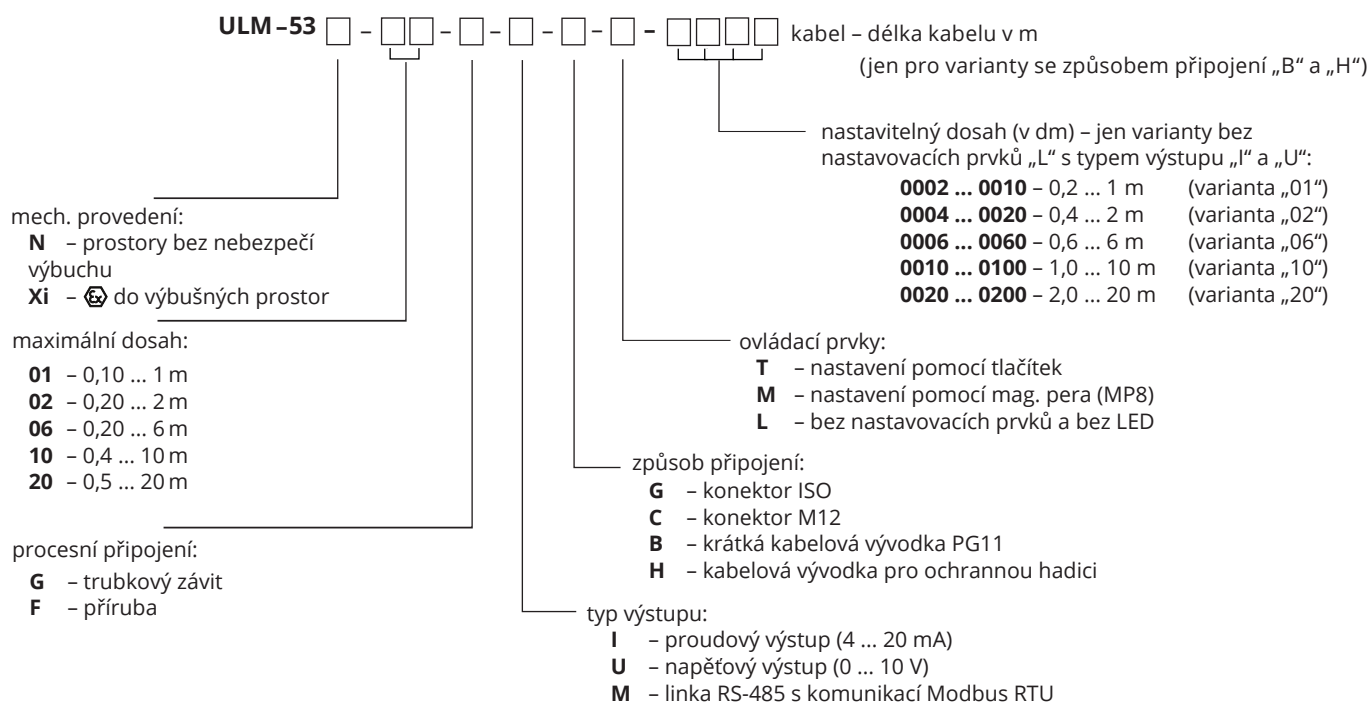 ULM–53 – – – – – – kabel – délka kabelu v m
(jen pro varianty se způsobem připojení „B“ a „H“)
nastavitelný dosah (v dm) – jen varianty bez
nastavovacích prvků „L“ s typem výstupu „I“ a „U“:
0002 ... 0010 – 0,2 ... 1 m (varianta „01“)
0004 ... 0020 – 0,4 ... 2 m (varianta „02“)
0006 ... 0060 – 0,6 ... 6 m (varianta „06“)
0010 ... 0100 – 1,0 ... 10 m (varianta „10“)
0020 ... 0200 – 2,0 ... 20 m (varianta „20“)
mech. provedení:
N – prostory bez nebezpečí
výbuchu
Xi – Ex do výbušných prostor
maximální dosah:
01 – 0,10 ... 1 m
02 – 0,20 ... 2 m
06 – 0,20 ... 6 m
10 – 0,4 ... 10 m
20 – 0,5 ... 20 m
ovládací prvky:
T – nastavení pomocí tlačítek
M – nastavení pomocí mag. pera (MP8)
L – bez nastavovacích prvků a bez LED
způsob připojení:
G – konektor ISO
C – konektor M12
B – krátká kabelová vývodka PG11
H – kabelová vývodka pro ochrannou hadici
procesní připojení:
G – trubkový závit
F – příruba
typ výstupu:
I – proudový výstup (4 ... 20 mA)
U – napěťový výstup (0 ... 10 V)
M – linka RS-485 s komunikací Modbus RTU